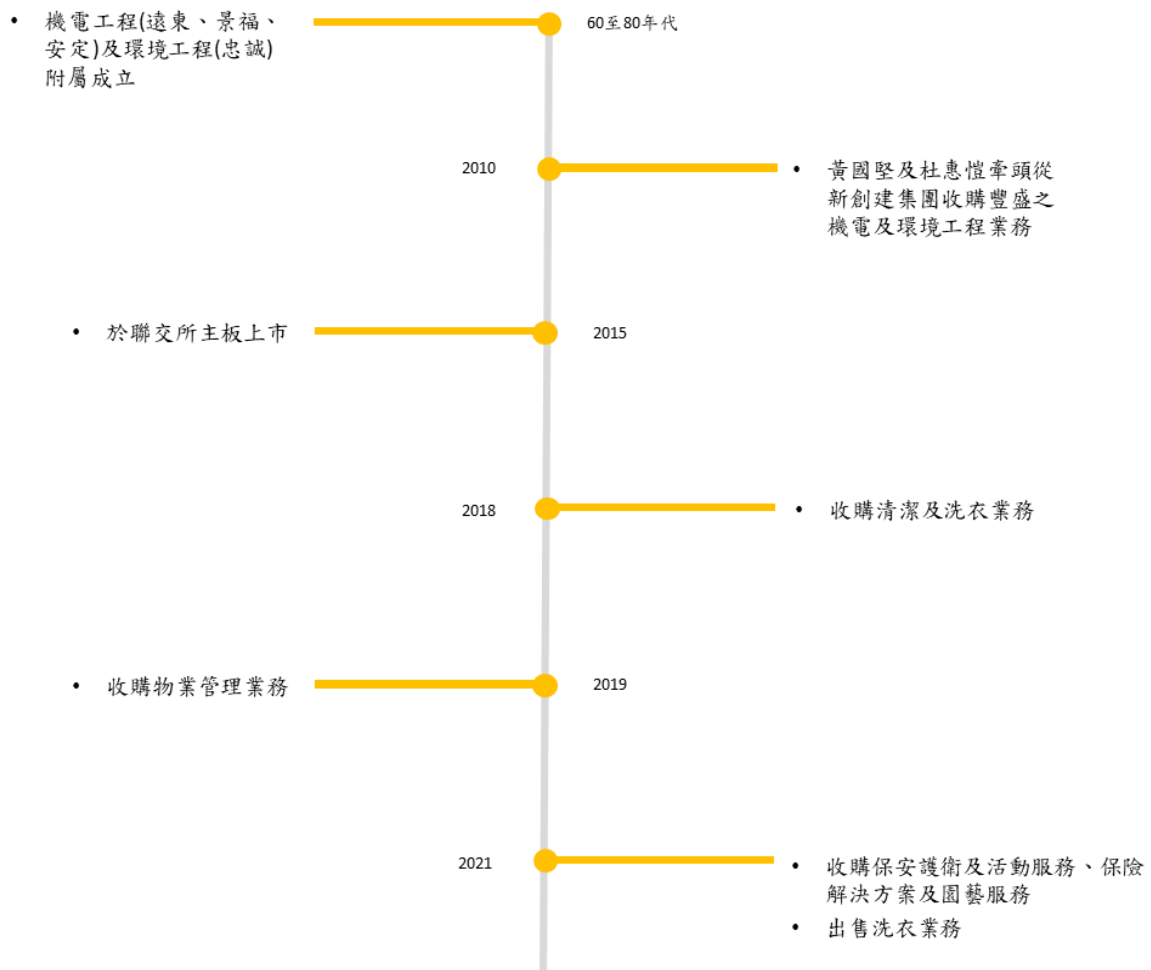 • 機電工程(遠東、景福、
安定)及環境工程(忠誠)
附屬成立
60至80年代
2010
• 黃國堅及杜惠愷牽頭從
新創建集團收購豐盛之
機電及環境工程業務
• 於聯交所主板上市
2015
2018
• 收購清潔及洗衣業務
• 收購物業管理業務
2019
2021
• 收購保安護衛及活動服務、保險
解決方案及園藝服務
• 出售洗衣業務